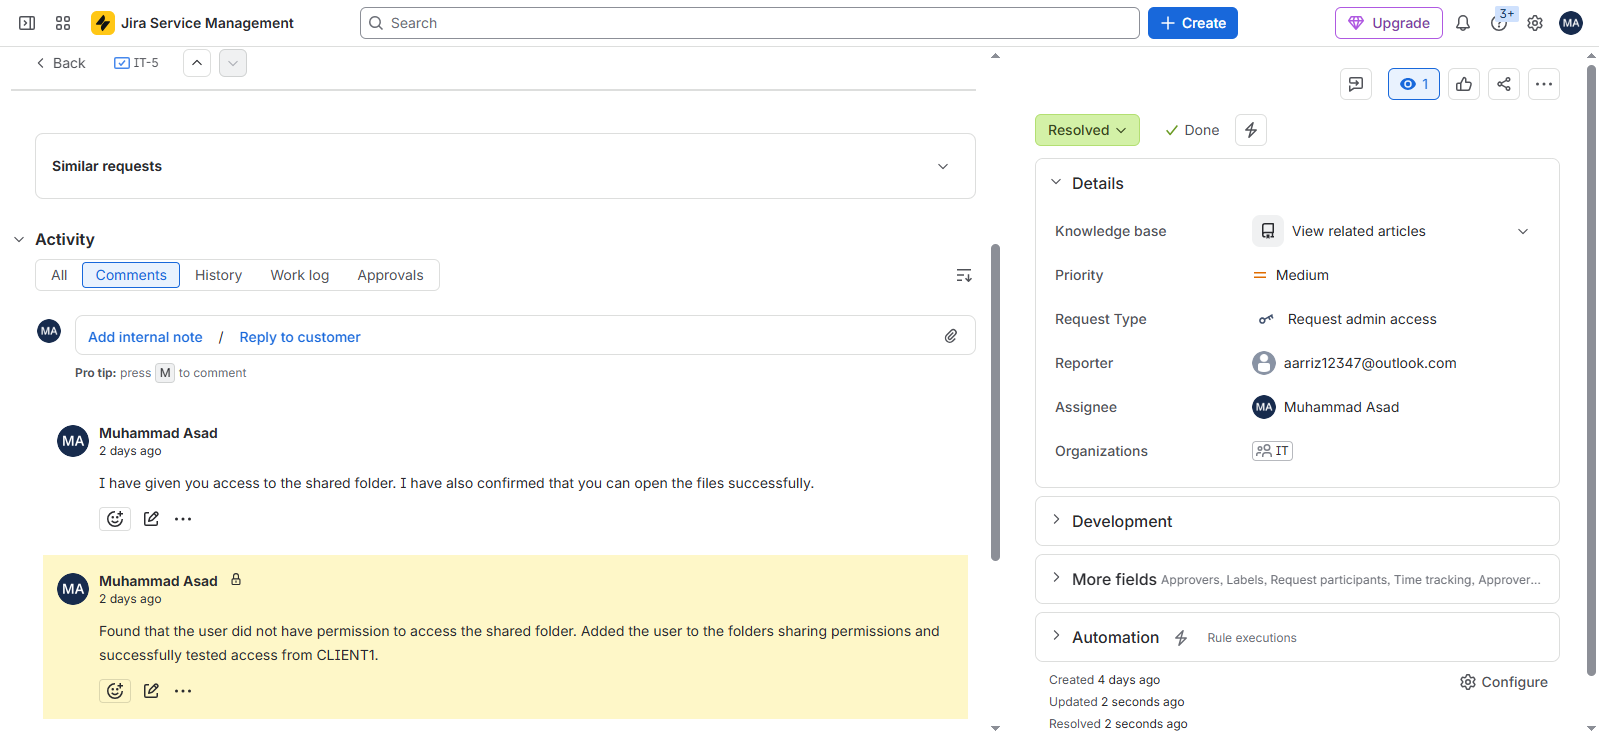 Jira Service Management
Search
Create
Upgrade
3+
MA
Back
IT-5
1
Resolved
Done
Similar requests
Details
Knowledge base
View related articles
Priority
Medium
Request Type
Request admin access
Reporter
aarriz12347@outlook.com
Assignee
MA
Muhammad Asad
Organizations
IT
Development
More fields Approvers, Labels, Request participants, Time tracking, Approver...
Automation
Rule executions
Created 4 days ago
Updated 2 seconds ago
Resolved 2 seconds ago
Configure
Activity
All
Comments
History
Work log
Approvals
MA
Add internal note / Reply to customer
Pro tip: press M to comment
MA
Muhammad Asad
2 days ago
I have given you access to the shared folder. I have also confirmed that you can open the files successfully.
MA
Muhammad Asad
2 days ago
Found that the user did not have permission to access the shared folder. Added the user to the folders sharing permissions and
successfully tested access from CLIENT1.